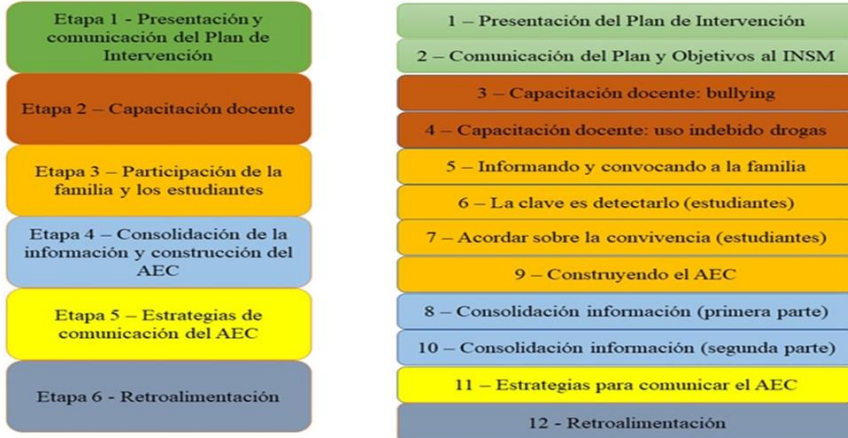 Etapa 1 - Presentación y
comunicación del Plan de
Intervención
Etapa 2 – Capacitación docente
Etapa 3 – Participación de la
familia y los estudiantes
Etapa 4 – Consolidación de la
información y construcción del
AEC
Etapa 5 – Estrategias de
comunicación del AEC
Etapa 6 - Retroalimentación
1 – Presentación del Plan de Intervención
2 – Comunicación del Plan y Objetivos al INSM
3 – Capacitación docente: bullying
4 – Capacitación docente: uso indebido drogas
5 – Informando y convocando a la familia
6 – La clave es detectarlo (estudiantes)
7 – Acordar sobre la convivencia (estudiantes)
9 – Construyendo el AEC
8 – Consolidación información (primera parte)
10 – Consolidación información (segunda parte)
11 – Estrategias para comunicar el AEC
12 - Retroalimentación